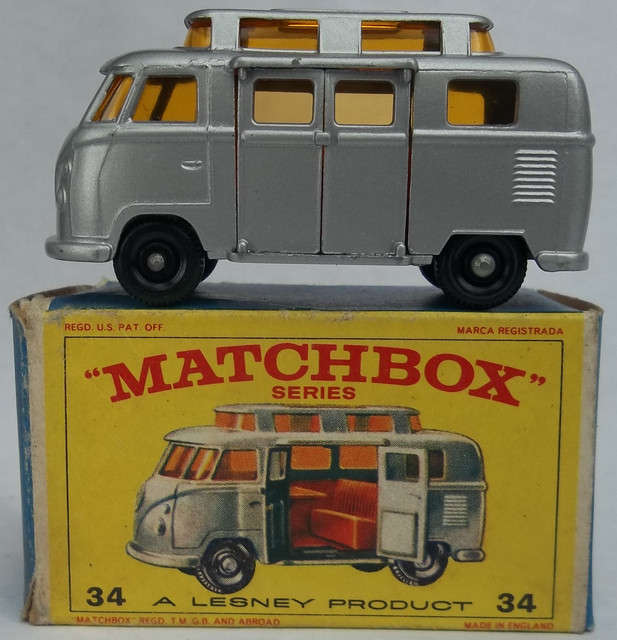 REGD. U.S. PAT. OFF. MARCA REGISTRADA
"MATCHBOX"
SERIES
34 A LESNEY PRODUCT 34
"MATCHBOX" REGD. T.M. G.B. AND ABROAD MADE IN ENGLAND